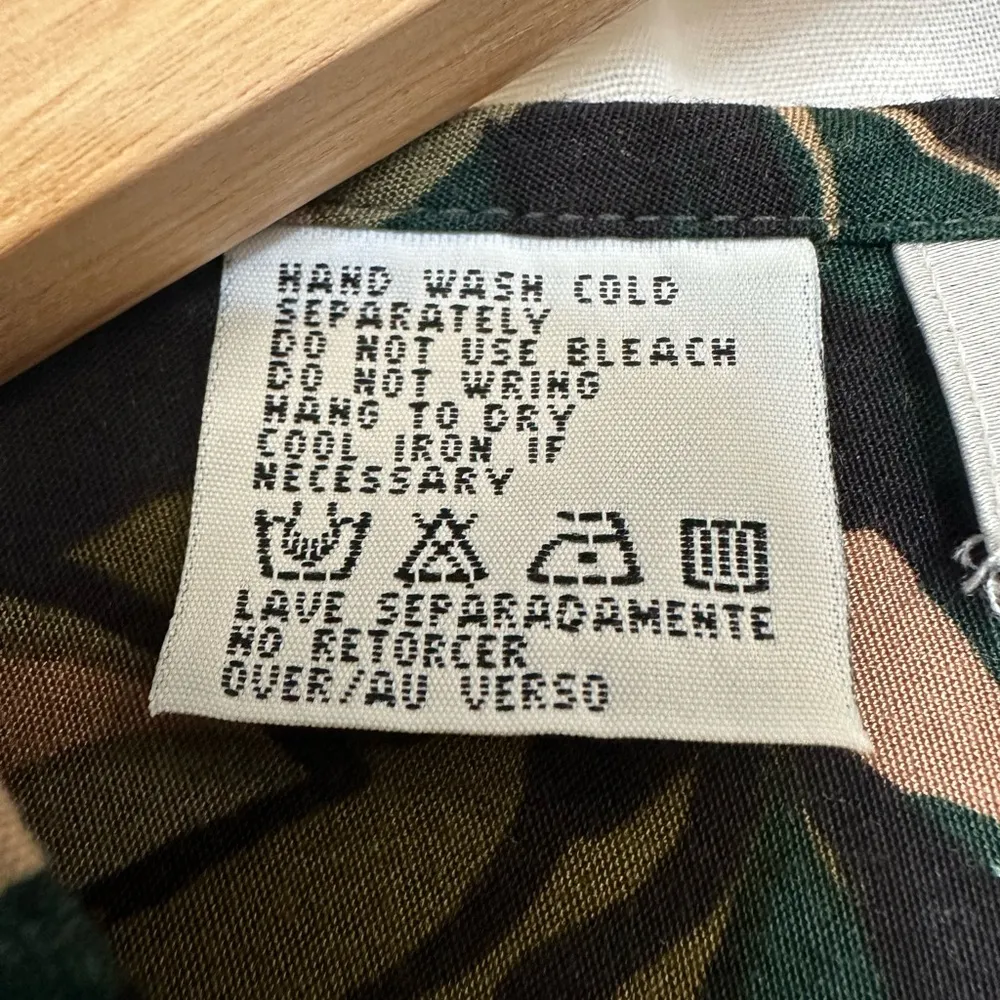 HAND WASH COLD
SEPARATELY
DO NOT USE BLEACH
DO NOT WRING
HANG TO DRY
COOL IRON IF
NECESSARY
LAVE SEPARADAMENTE
NO RETORCER
OVER/AU VERSO